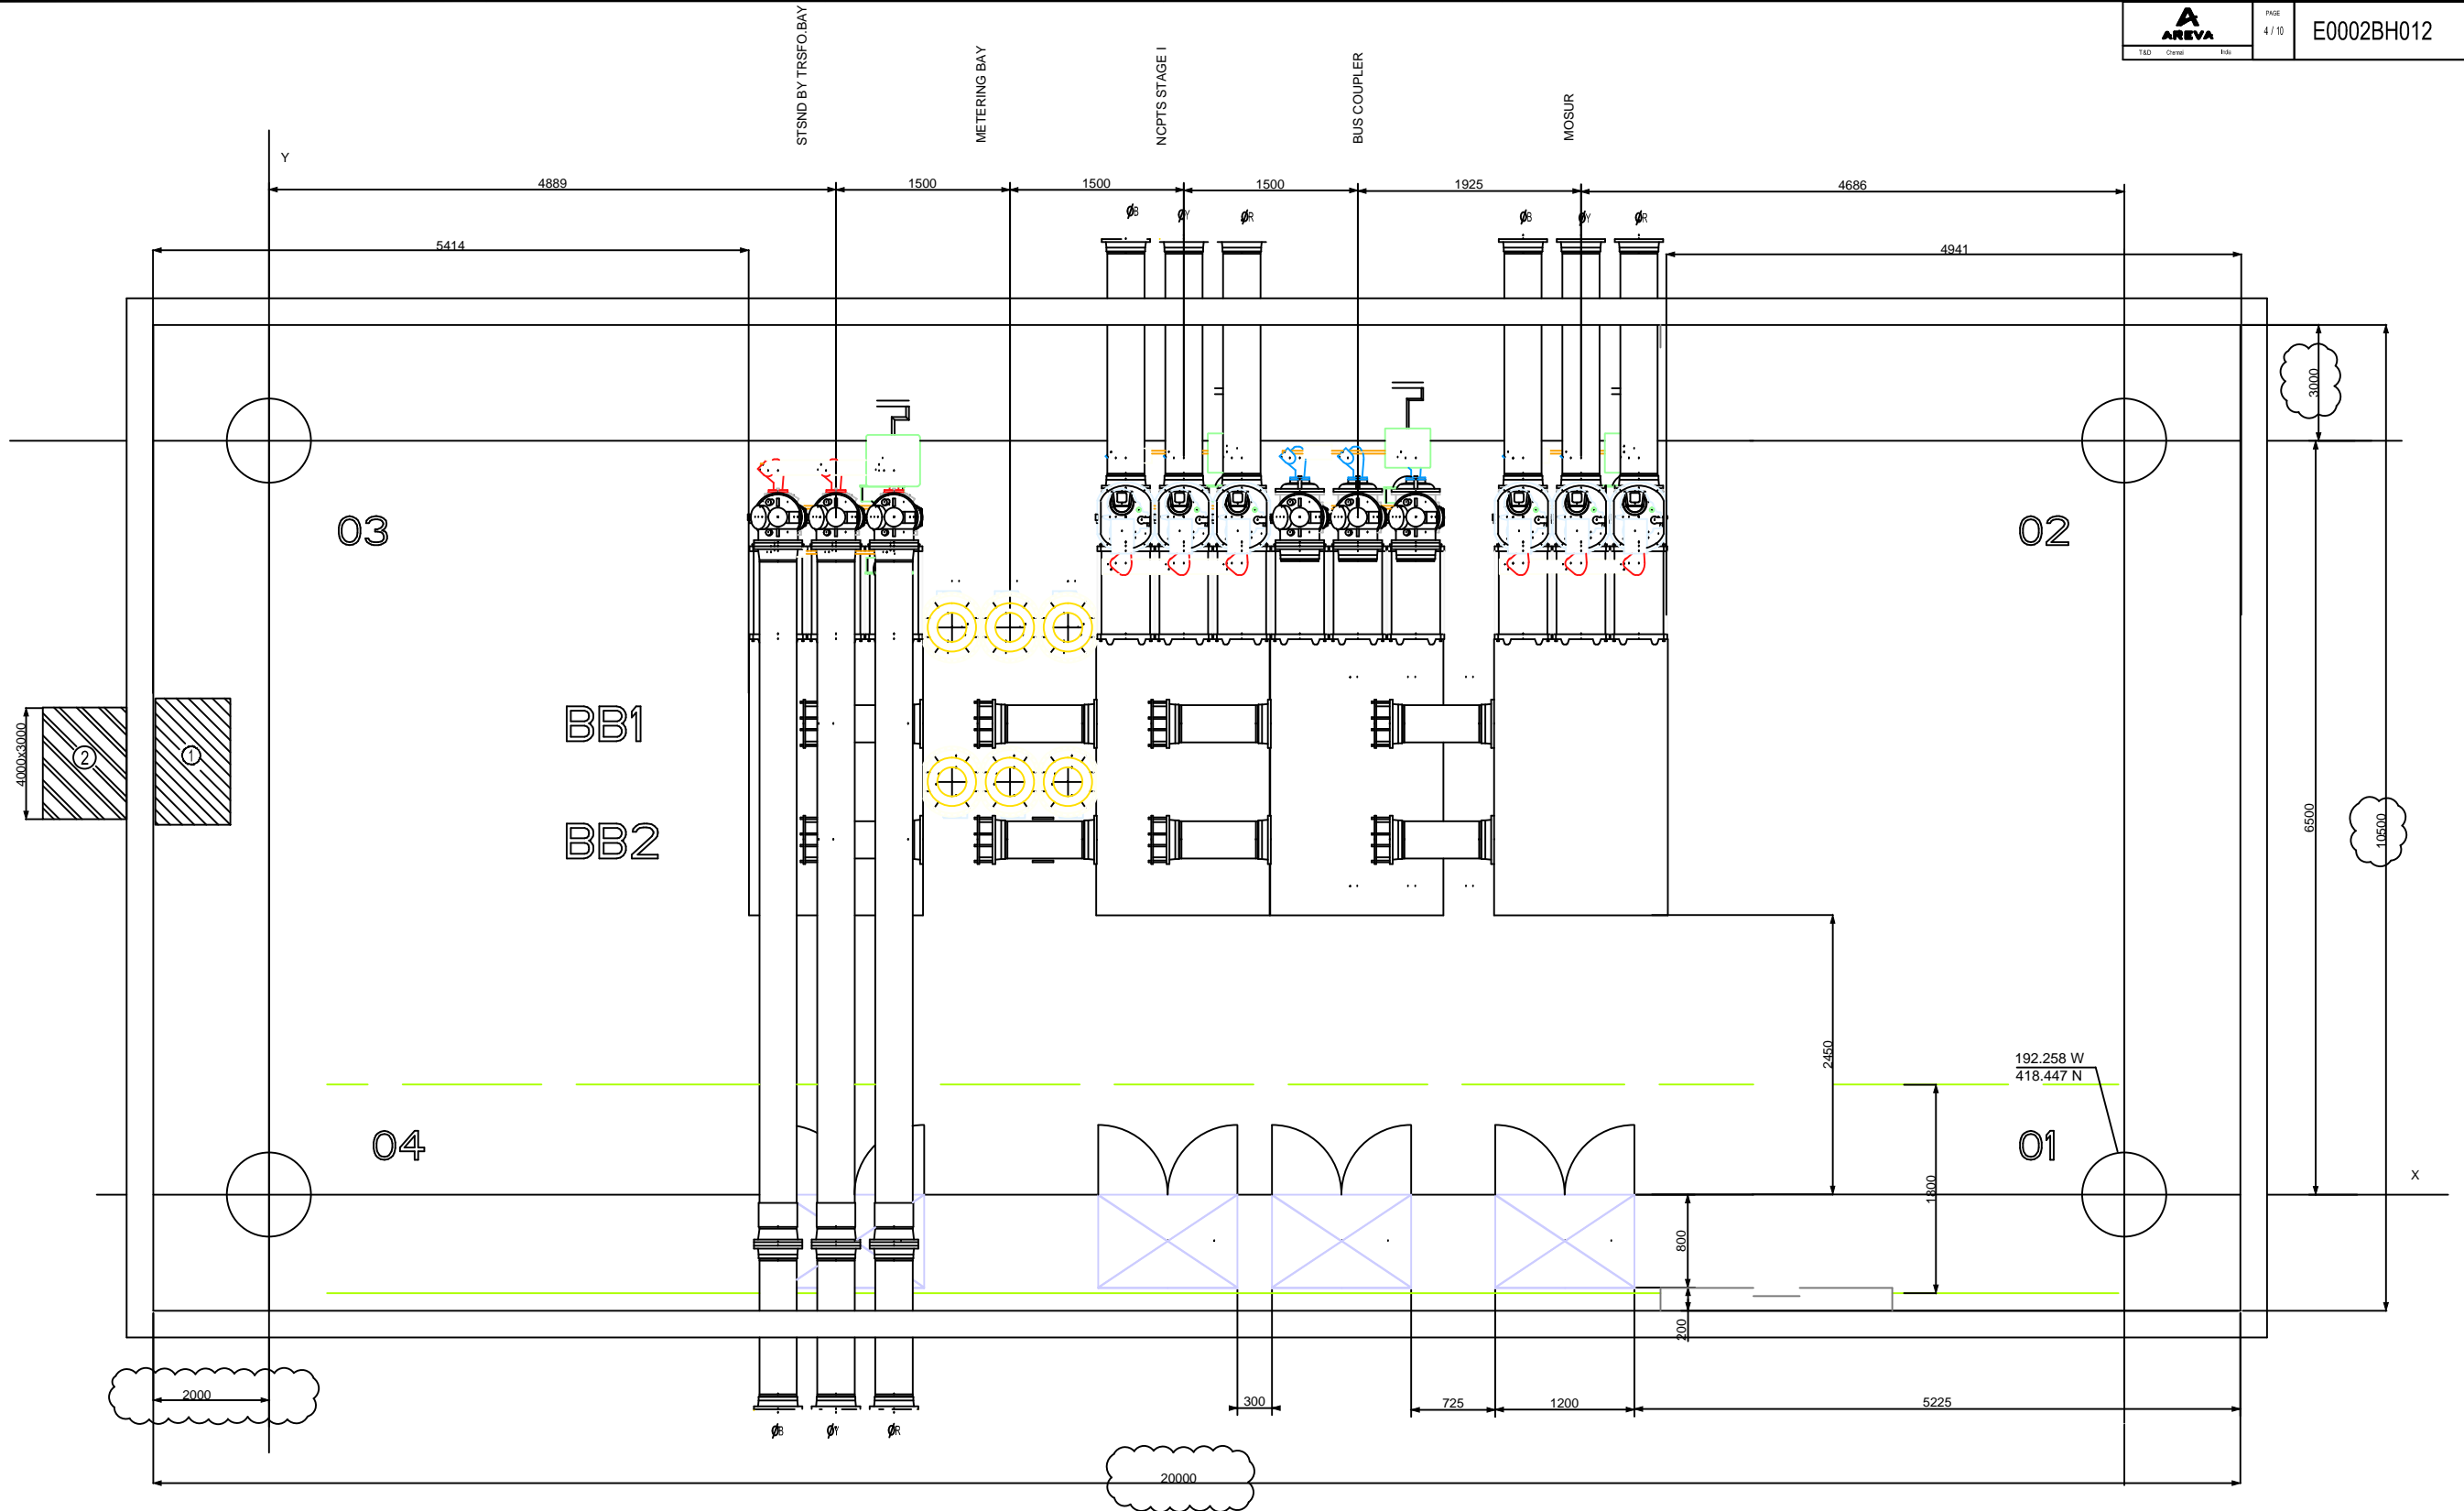 AREVA
T&D Chennai India
PAGE
4 / 10
E0002BH012
STSND BY TRSFO.BAY
METERING BAY
NCPTS STAGE I
BUS COUPLER
MOSUR
Y
4889
1500
1500
1500
1925
4686
ØB
ØY
ØR
ØB
ØY
ØR
5414
4941
3000
03
02
BB1
4000x3000
2
1
6500
10500
BB2
2450
192.258 W
418.447 N
04
01
1800
X
800
200
2000
300
725
1200
5225
ØB
ØY
ØR
20000